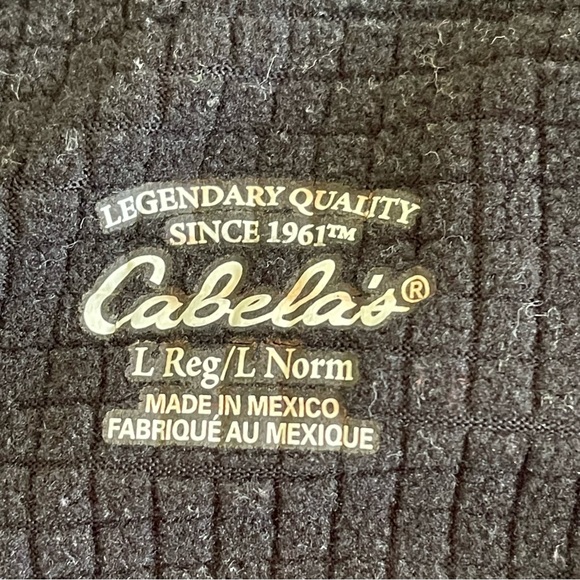 LEGENDARY QUALITY
SINCE 1961™
Cabela's®
L Reg/L Norm
MADE IN MEXICO
FABRIQUÉ AU MEXIQUE